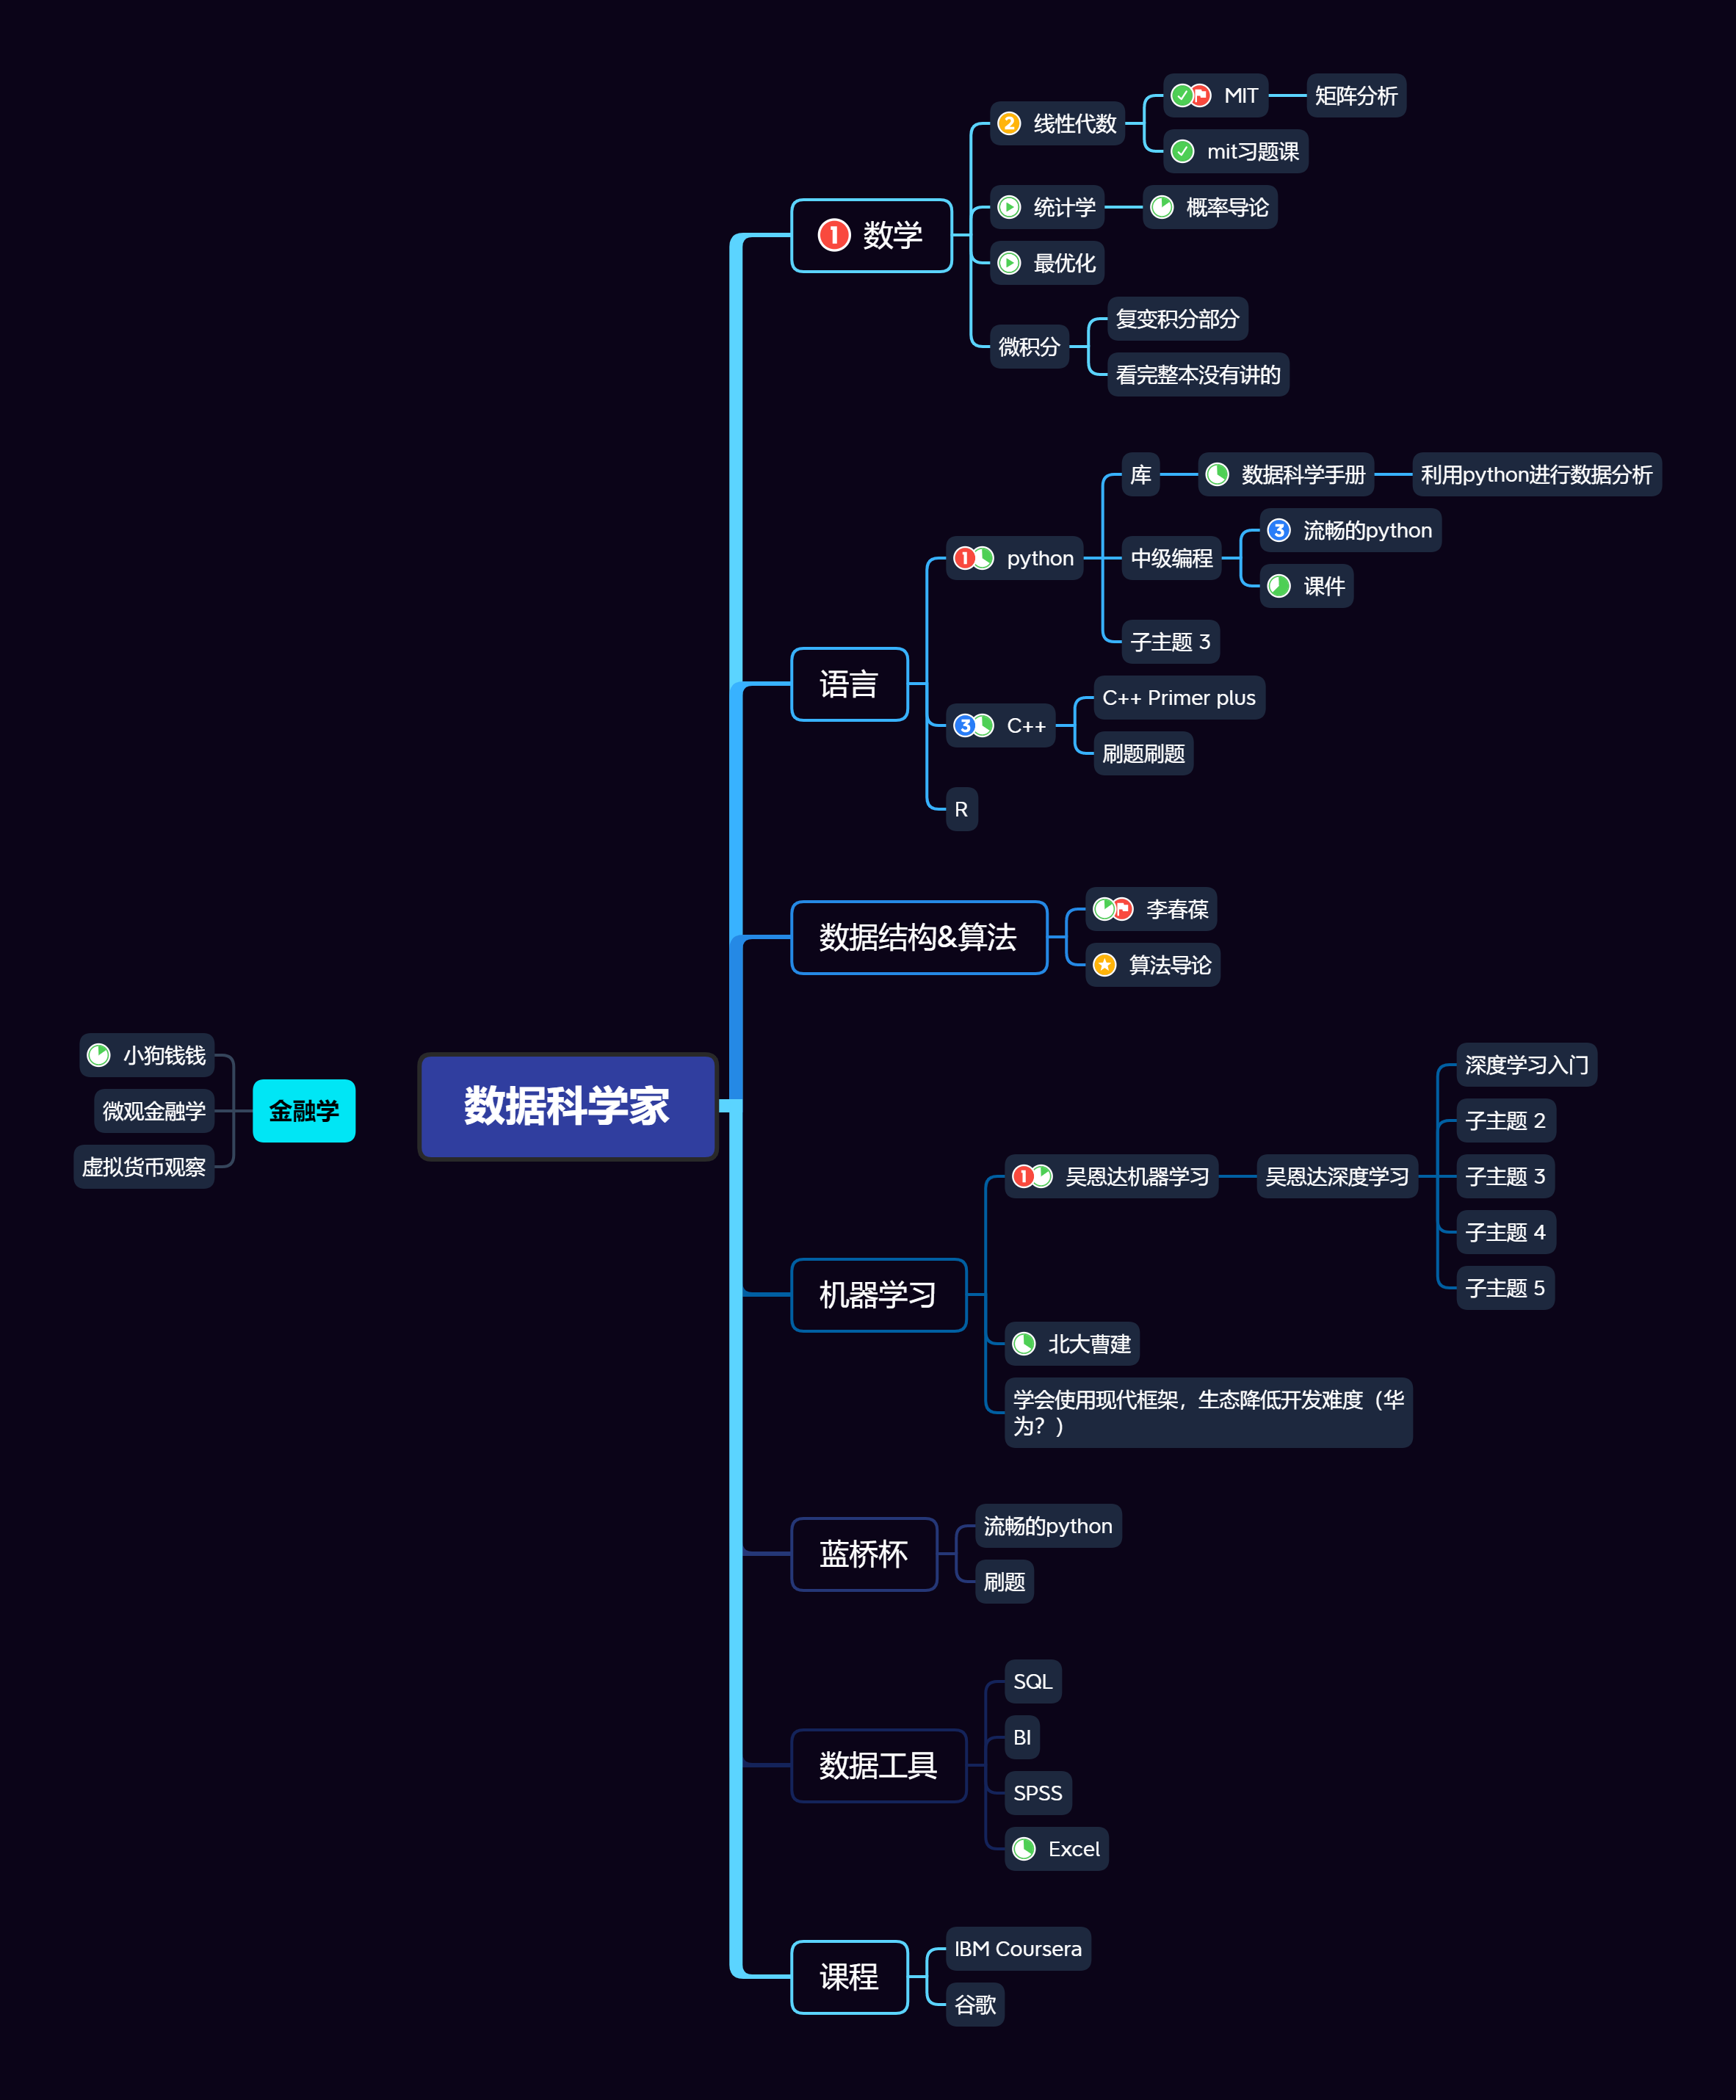 MIT
矩阵分析
2 线性代数
mit习题课
统计学
概率导论
1 数学
最优化
复变积分部分
微积分
看完整本没有讲的
库
数据科学手册
利用python进行数据分析
3 流畅的python
1 python
中级编程
课件
子主题 3
语言
C++ Primer plus
3 C++
刷题刷题
R
李春葆
数据结构&算法
算法导论
小狗钱钱
金融学
微观金融学
虚拟货币观察
数据科学家
深度学习入门
子主题 2
1 吴恩达机器学习
吴恩达深度学习
子主题 3
子主题 4
子主题 5
机器学习
北大曹建
学会使用现代框架，生态降低开发难度（华
为？）
流畅的python
蓝桥杯
刷题
SQL
BI
数据工具
SPSS
Excel
IBM Coursera
课程
谷歌